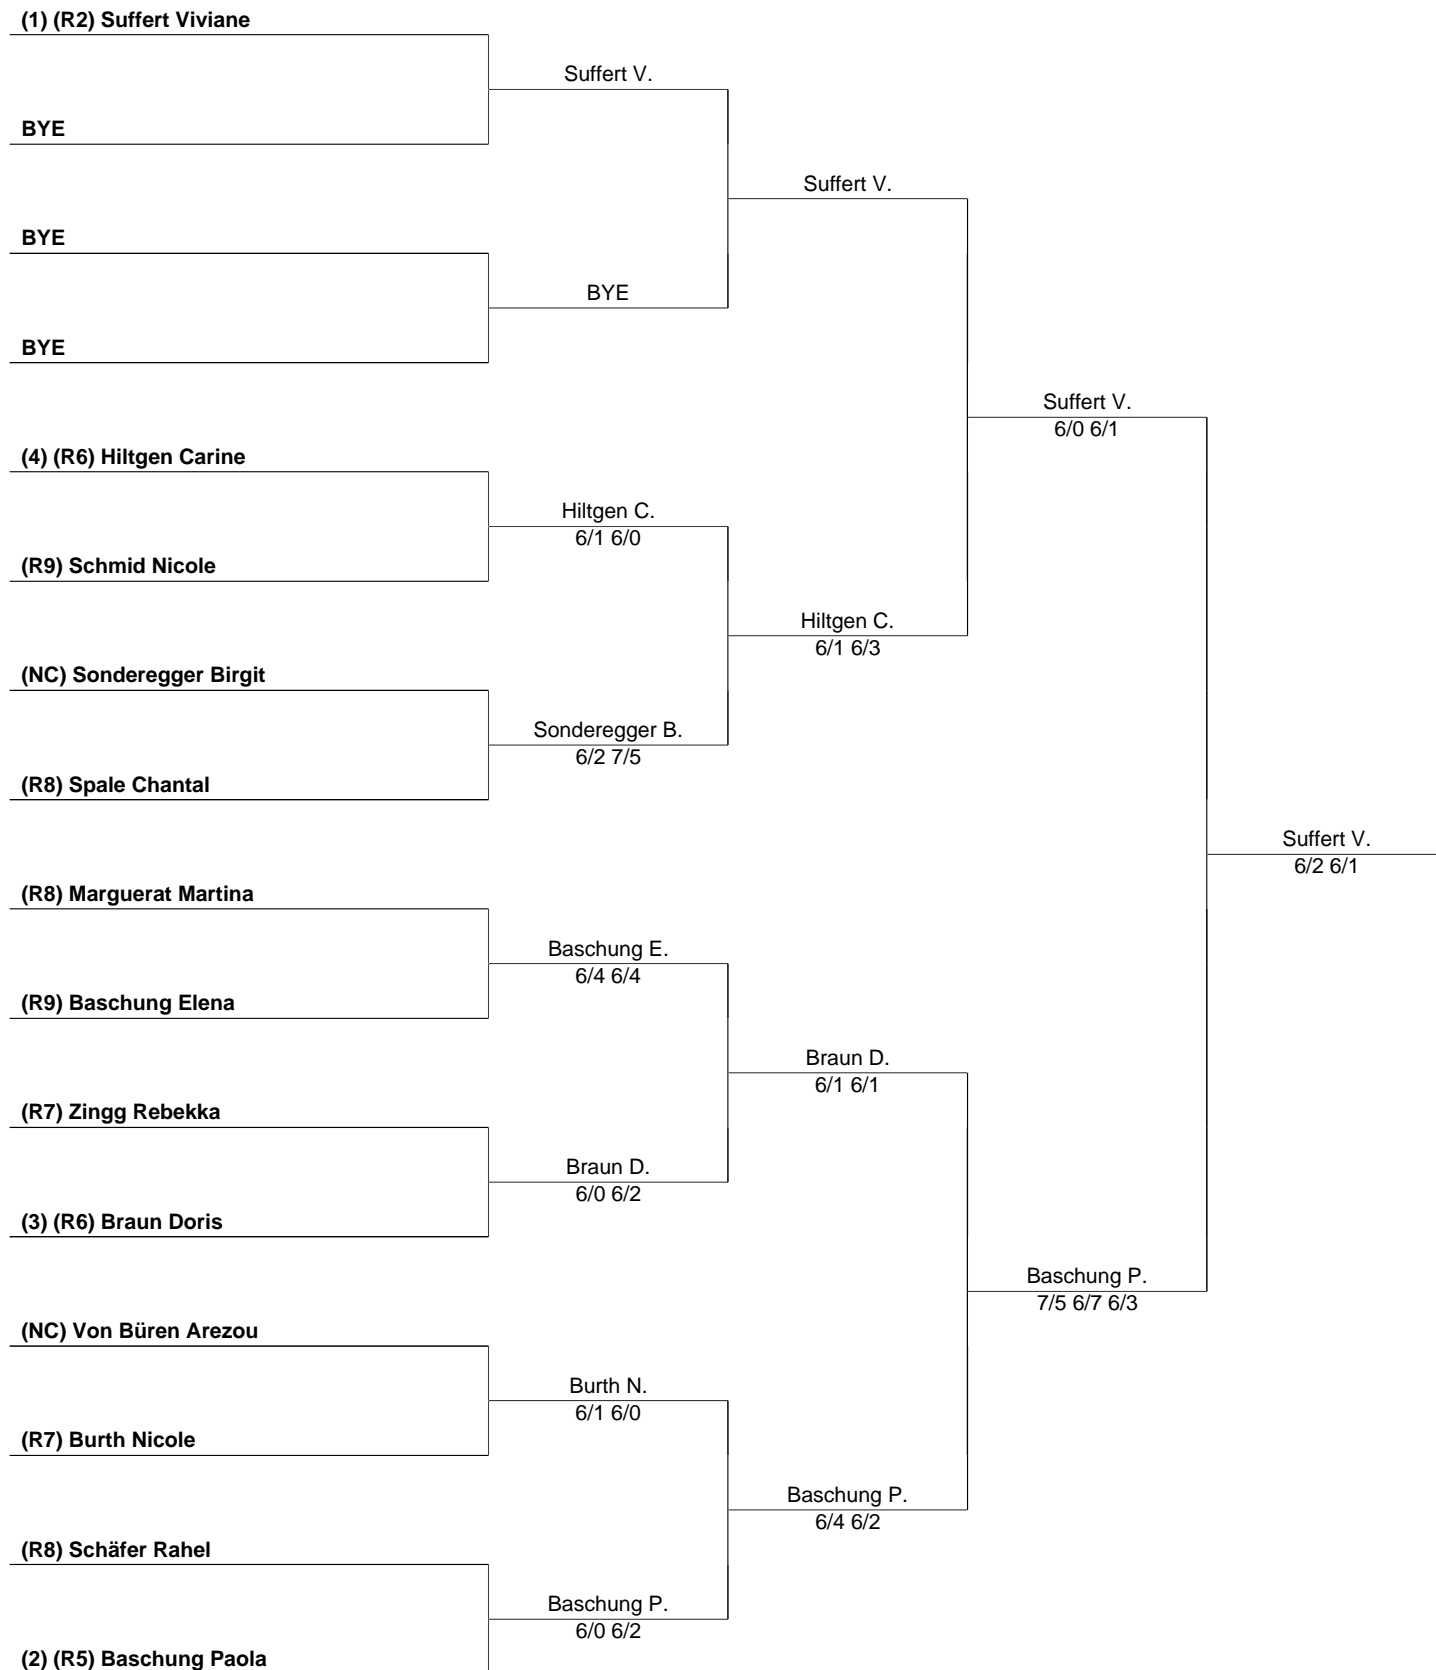 (1) (R2) Suffert Viviane
Suffert V.
BYE
Suffert V.
BYE
BYE
BYE
Suffert V.
6/0 6/1
(4) (R6) Hiltgen Carine
Hiltgen C.
6/1 6/0
(R9) Schmid Nicole
Hiltgen C.
6/1 6/3
(NC) Sonderegger Birgit
Sonderegger B.
6/2 7/5
(R8) Spale Chantal
Suffert V.
6/2 6/1
(R8) Marguerat Martina
Baschung E.
6/4 6/4
(R9) Baschung Elena
Braun D.
6/1 6/1
(R7) Zingg Rebekka
Braun D.
6/0 6/2
(3) (R6) Braun Doris
Baschung P.
7/5 6/7 6/3
(NC) Von Büren Arezou
Burth N.
6/1 6/0
(R7) Burth Nicole
Baschung P.
6/4 6/2
(R8) Schäfer Rahel
Baschung P.
6/0 6/2
(2) (R5) Baschung Paola